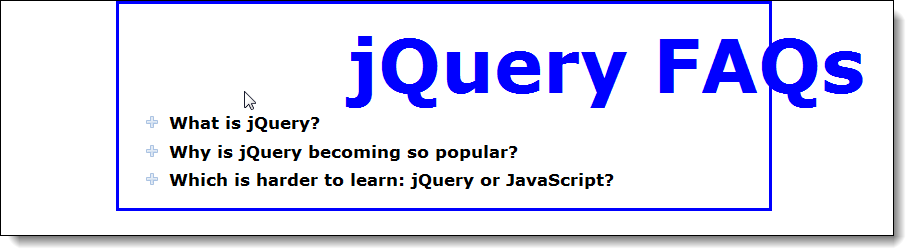 jQuery FAQs
What is jQuery?
Why is jQuery becoming so popular?
Which is harder to learn: jQuery or JavaScript?